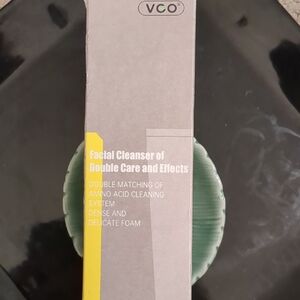 VCO
Facial Cleanser of
Double Care and Effects
DOUBLE MATCHING OF
AMINO ACID CLEANING
SYSTEM
DENSE AND
DELICATE FOAM